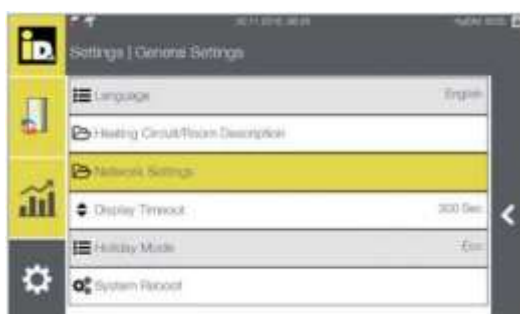 iD.
Settings | General Settings
Language English
Heating Circuit/Room Description
Network Settings
Display Timeout 300 Sec
Holiday Mode Eco
System Reboot